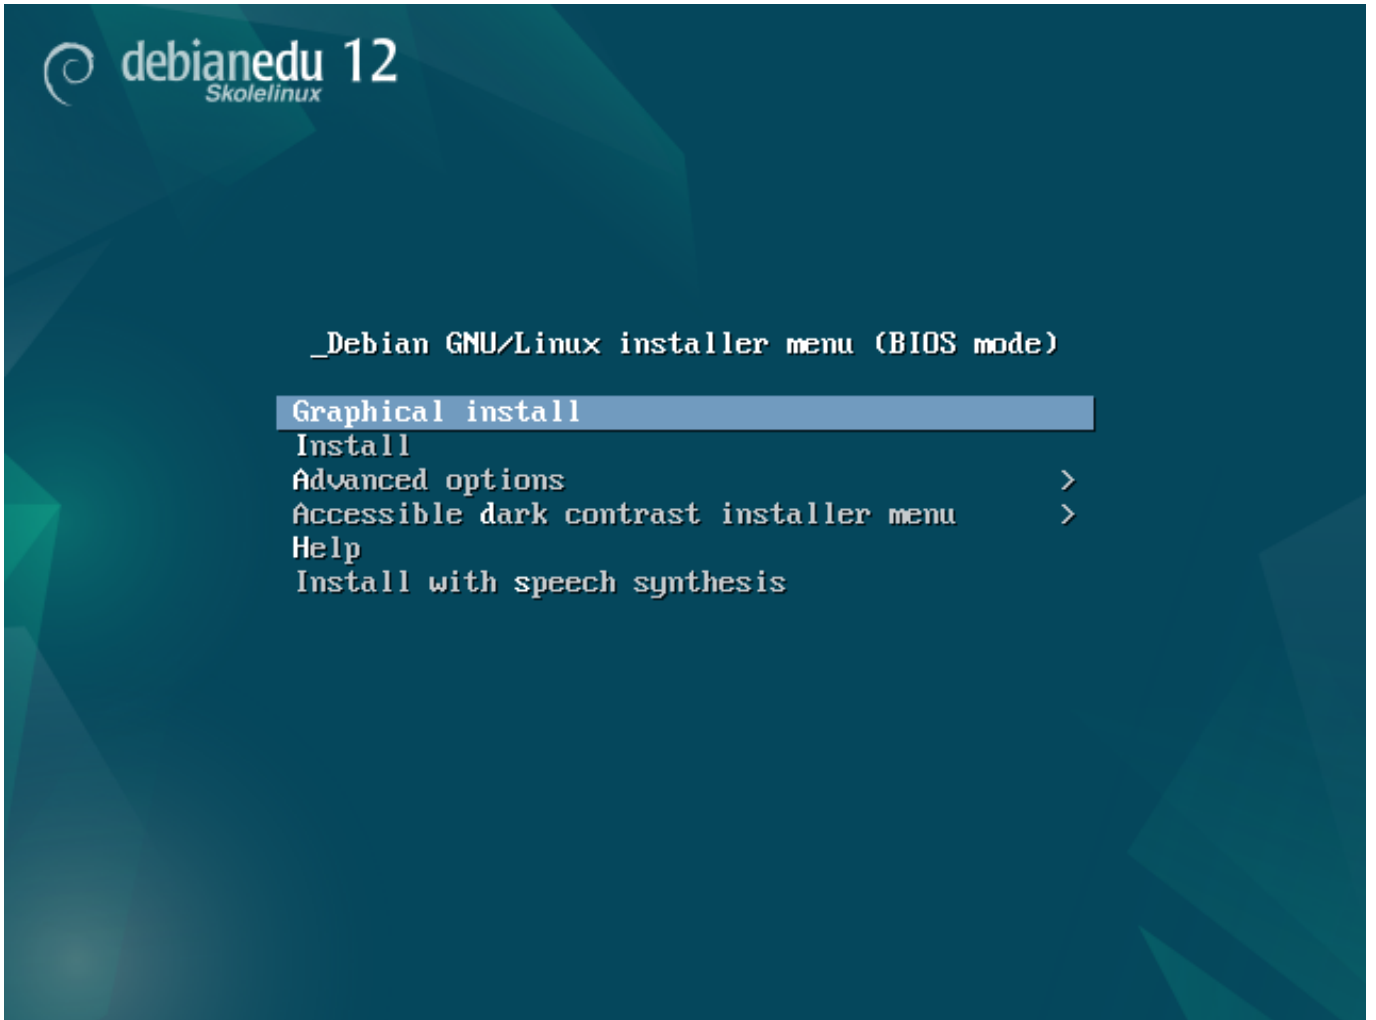 debianedu 12
Skolelinux
_Debian GNU/Linux installer menu (BIOS mode)
Graphical install
Install
Advanced options >
Accessible dark contrast installer menu >
Help
Install with speech synthesis